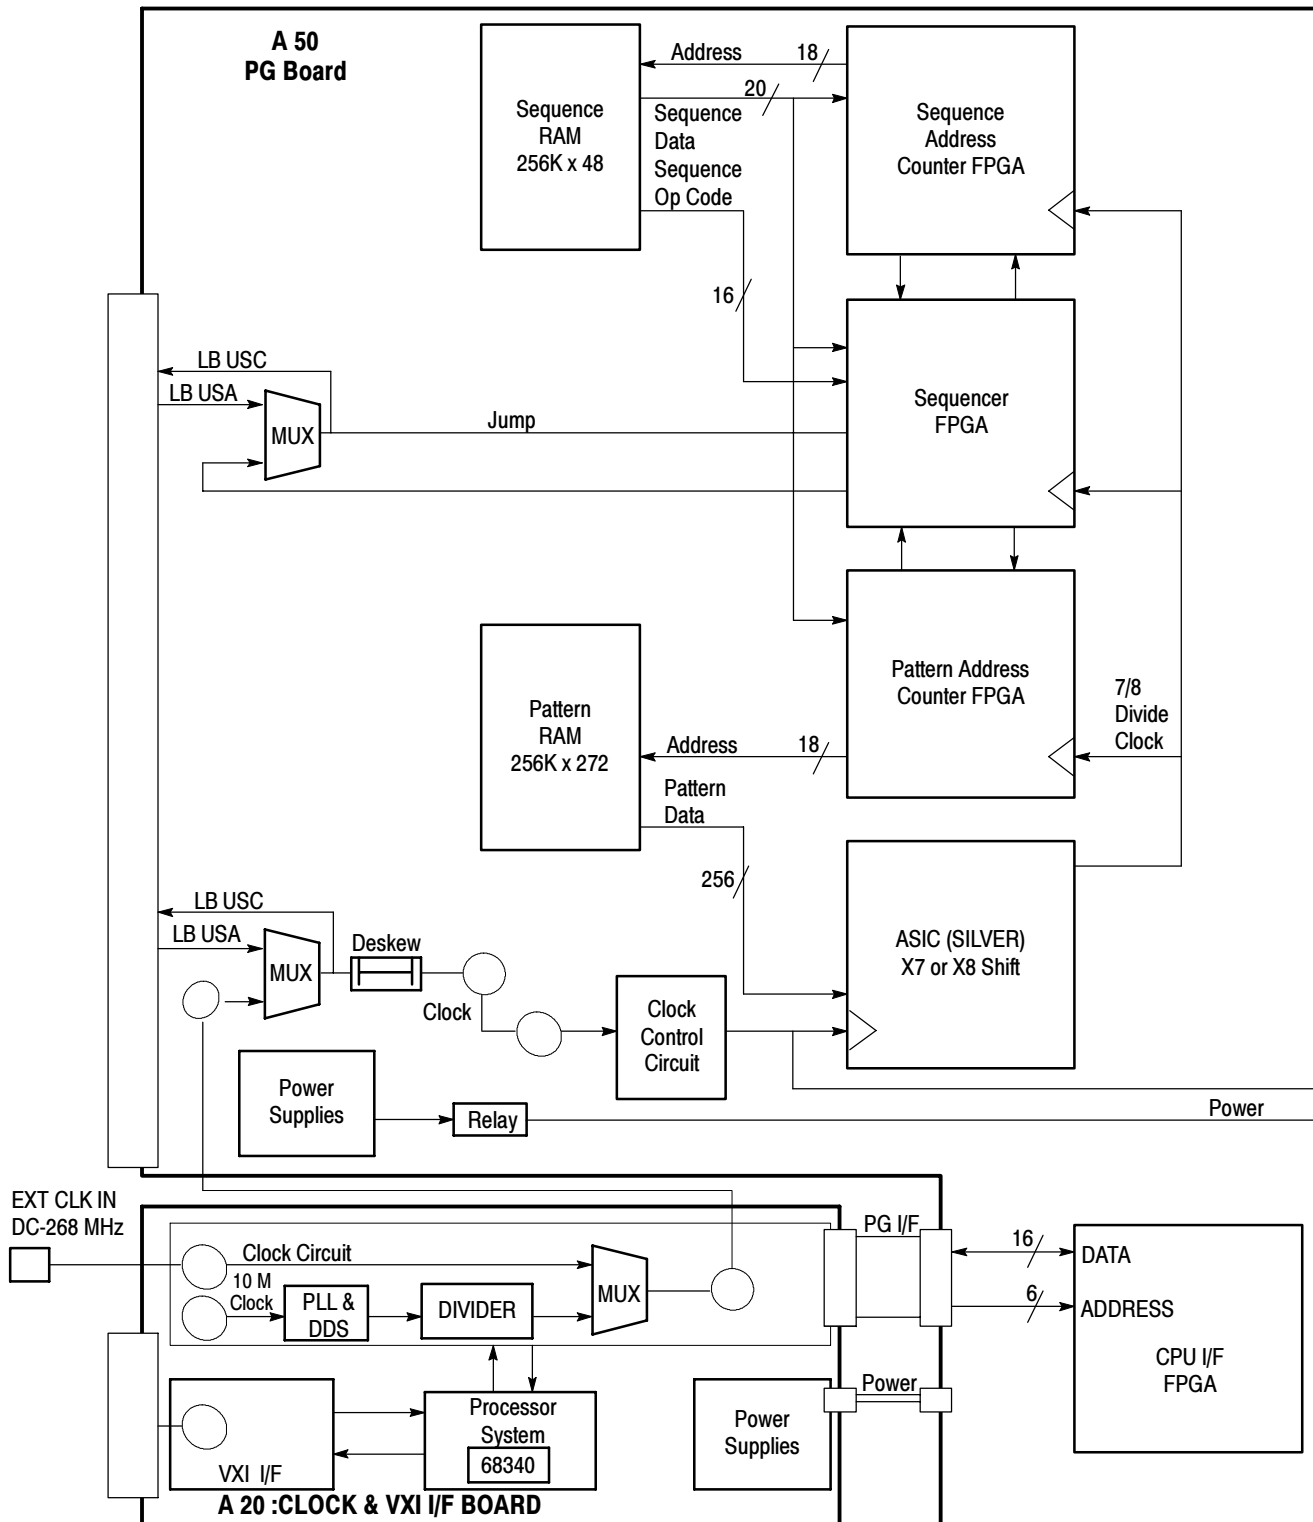 A 50
PG Board
Sequence
RAM
256K x 48
Address
18
20
Sequence
Data
Sequence
Op Code
16
Sequence
Address
Counter FPGA
LB USC
LB USA
MUX
Jump
Sequencer
FPGA
Pattern
RAM
256K x 272
Address
18
Pattern
Data
256
Pattern Address
Counter FPGA
7/8
Divide
Clock
LB USC
LB USA
MUX
Deskew
Clock
Clock
Control
Circuit
ASIC (SILVER)
X7 or X8 Shift
Power
Supplies
Relay
Power
EXT CLK IN
DC-268 MHz
Clock Circuit
10 M
Clock
PLL &
DDS
DIVIDER
MUX
PG I/F
16
DATA
6
ADDRESS
CPU I/F
FPGA
VXI I/F
Processor
System
68340
Power
Supplies
Power
A 20 :CLOCK & VXI I/F BOARD